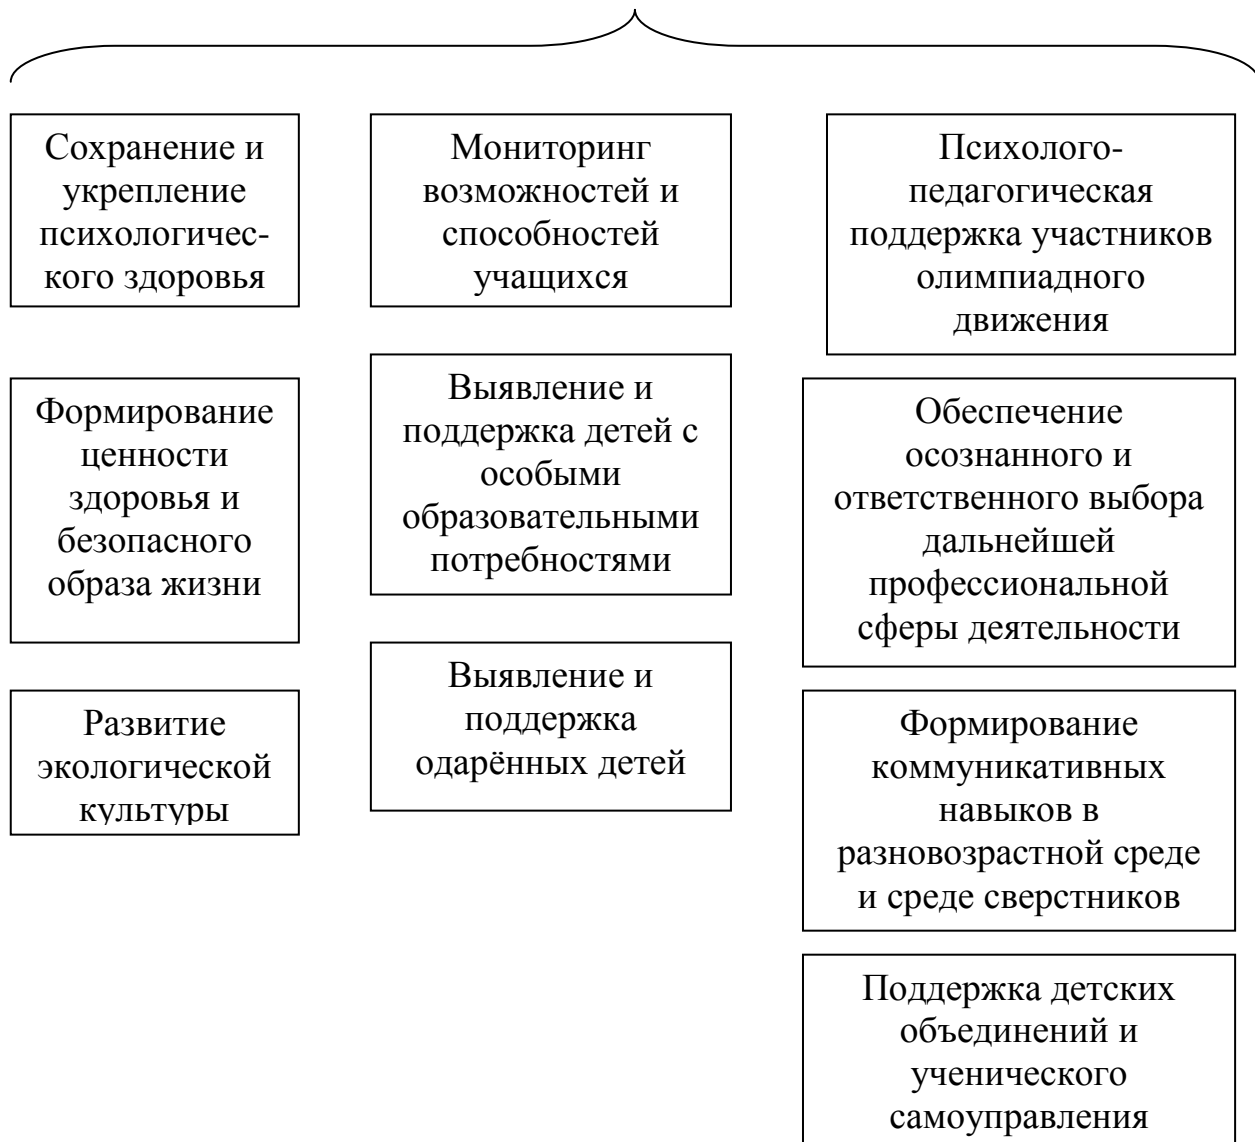 Сохранение и
укрепление
психологичес-
кого здоровья
Формирование
ценности
здоровья и
безопасного
образа жизни
Развитие
экологической
культуры
Мониторинг
возможностей и
способностей
учащихся
Выявление и
поддержка детей с
особыми
образовательными
потребностями
Выявление и
поддержка
одарённых детей
Психолого-
педагогическая
поддержка участников
олимпиадного
движения
Обеспечение
осознанного и
ответственного выбора
дальнейшей
профессиональной
сферы деятельности
Формирование
коммуникативных
навыков в
разновозрастной среде
и среде сверстников
Поддержка детских
объединений и
ученического
самоуправления